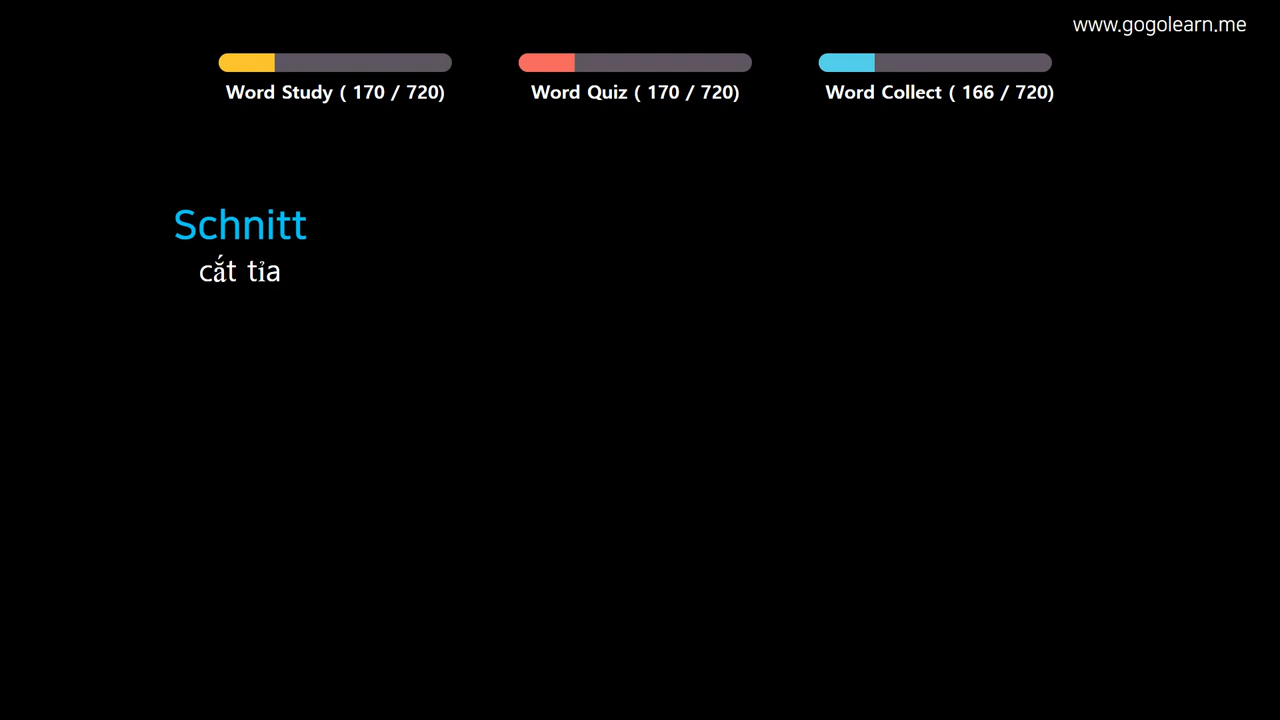 www.gogolearn.me
Word Study ( 170 / 720)
Word Quiz ( 170 / 720)
Word Collect ( 166 / 720)
Schnitt
cắt tỉa